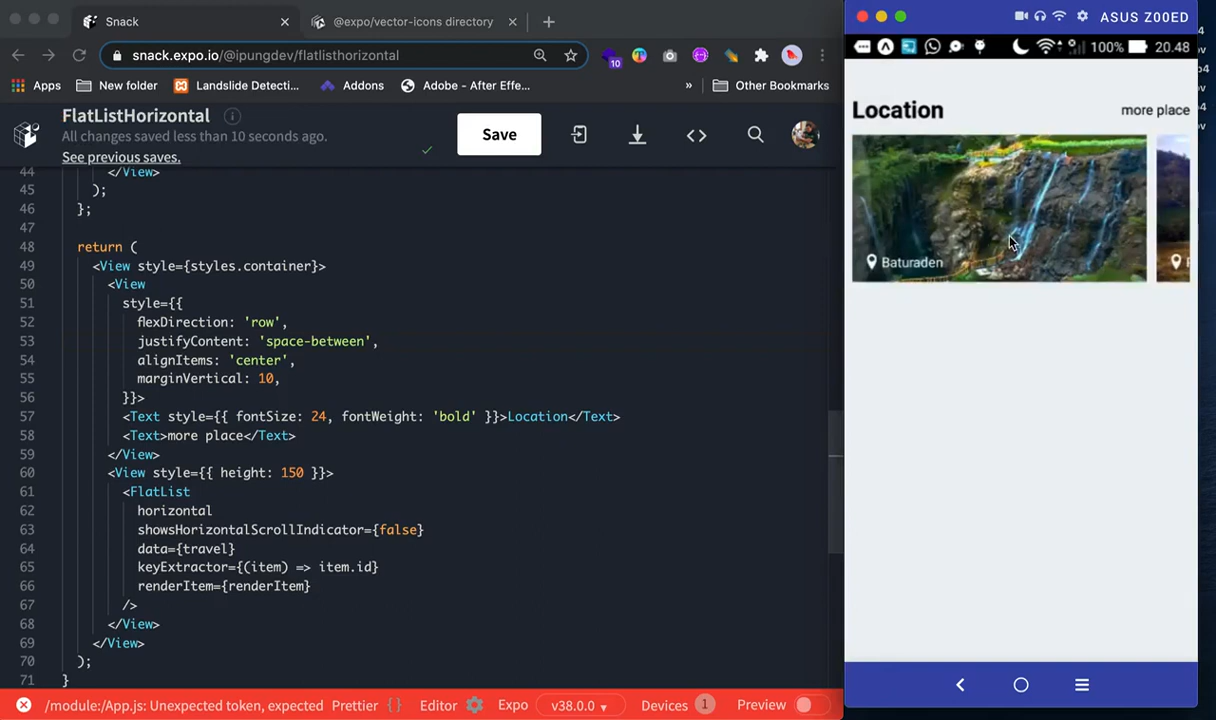 Snack
@expo/vector-icons directory
ASUS Z00ED
snack.expo.io/@ipungdev/flatlisthorizontal
10
100% 20.48
Apps New folder Landslide Detecti... Addons Adobe - After Effe... » Other Bookmarks
FlatListHorizontal
All changes saved less than 10 seconds ago.
See previous saves.
Save
Location
more place
Baturaden
44 </View>
45 );
46 };
47
48 return (
49 <View style={styles.container}>
50 <View
51 style={{
52 flexDirection: 'row',
53 justifyContent: 'space-between',
54 alignItems: 'center',
55 marginVertical: 10,
56 }}>
57 <Text style={{ fontSize: 24, fontWeight: 'bold' }}>Location</Text>
58 <Text>more place</Text>
59 </View>
60 <View style={{ height: 150 }}>
61 <FlatList
62 horizontal
63 showsHorizontalScrollIndicator={false}
64 data={travel}
65 keyExtractor={(item) => item.id}
66 renderItem={renderItem}
67 />
68 </View>
69 </View>
70 );
71 }
/module:/App.js: Unexpected token, expected Prettier { } Editor Expo v38.0.0 Devices 1 Preview